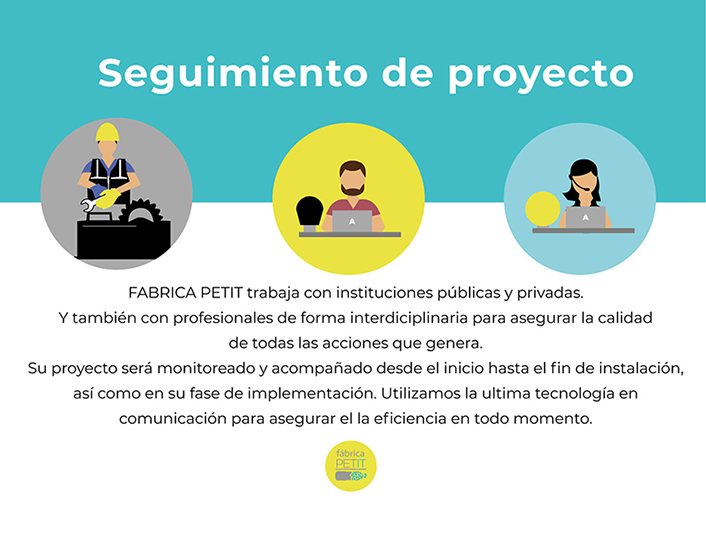 Seguimiento de proyecto
A
A
FABRICA PETIT trabaja con instituciones públicas y privadas.
Y también con profesionales de forma interdiciplinaria para asegurar la calidad
de todas las acciones que genera.
Su proyecto será monitoreado y acompañado desde el inicio hasta el fin de instalación,
así como en su fase de implementación. Utilizamos la ultima tecnología en
comunicación para asegurar el la eficiencia en todo momento.
fábrica
PETIT